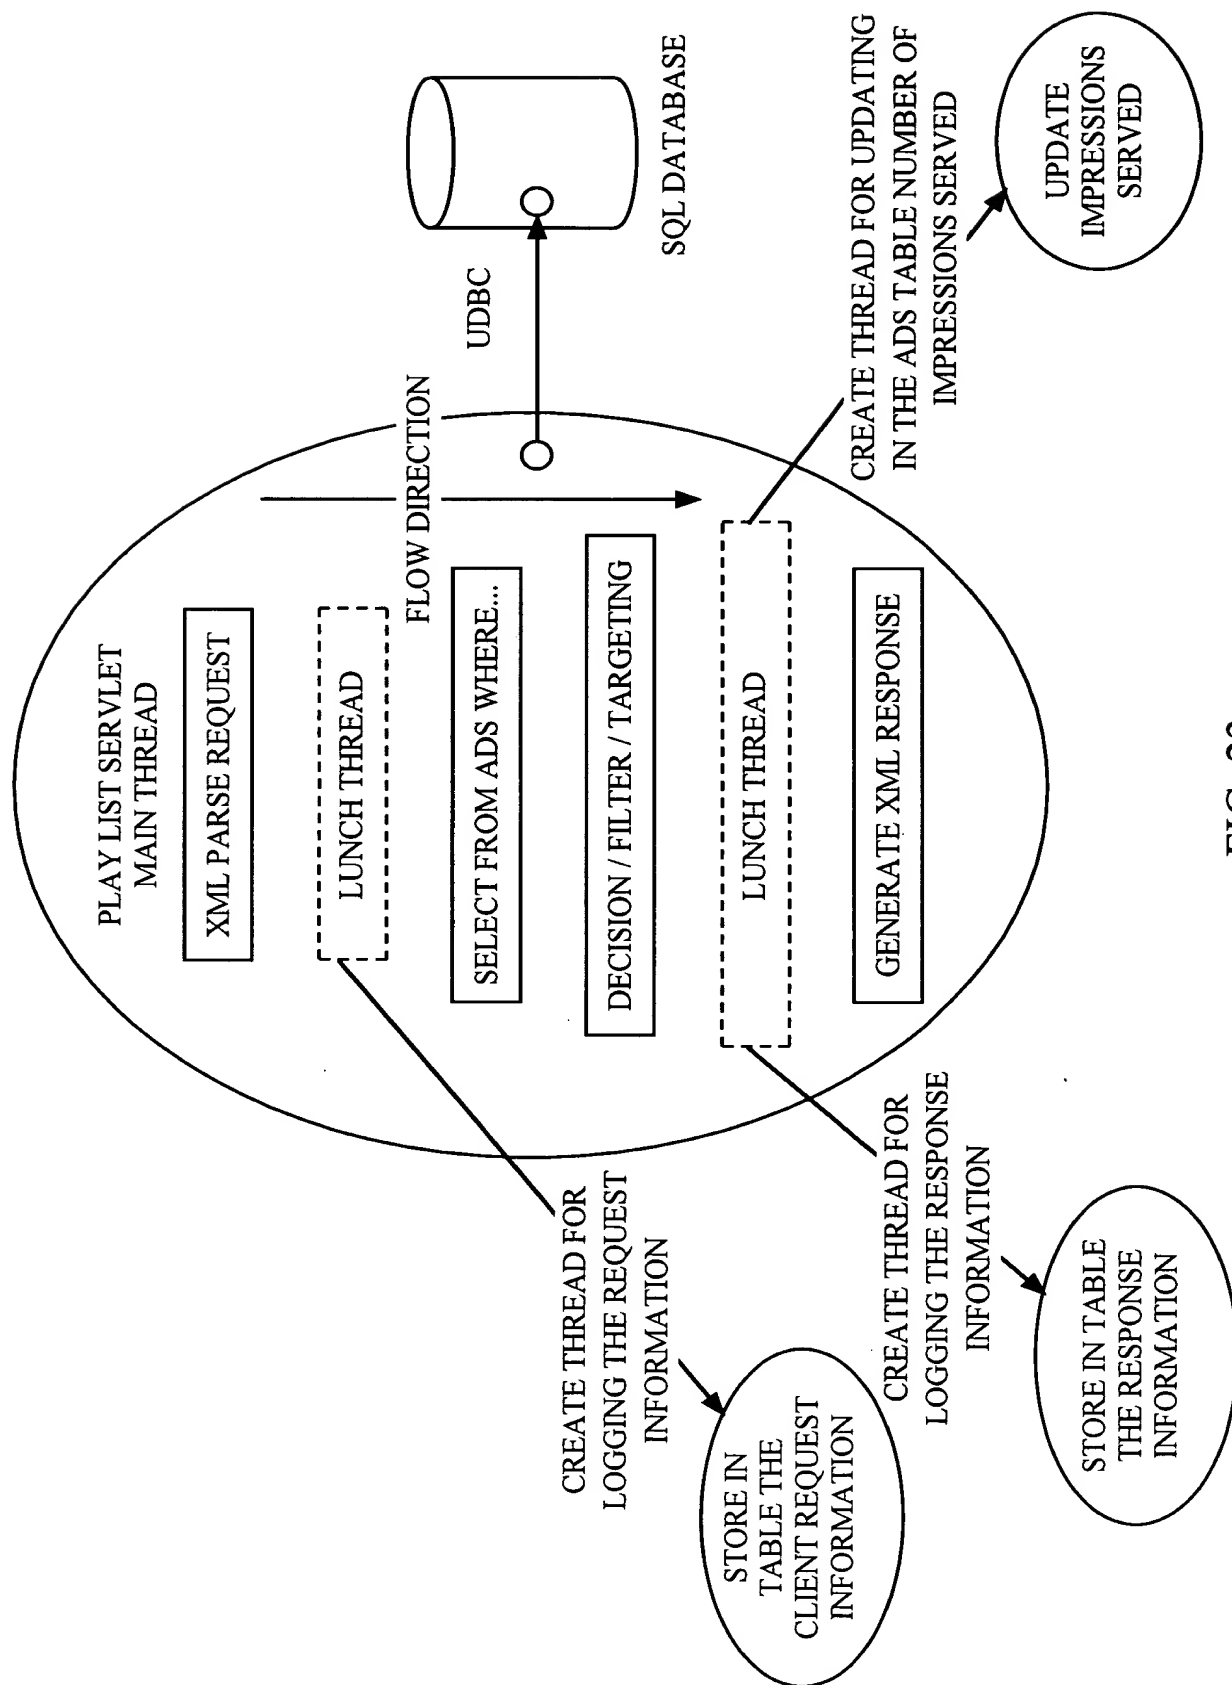 PLAY LIST SERVLET
MAIN THREAD
XML PARSE REQUEST
LUNCH THREAD
FLOW DIRECTION
SELECT FROM ADS WHERE...
DECISION / FILTER / TARGETING
LUNCH THREAD
GENERATE XML RESPONSE
UDBC
SQL DATABASE
CREATE THREAD FOR UPDATING
IN THE ADS TABLE NUMBER OF
IMPRESSIONS SERVED
UPDATE
IMPRESSIONS
SERVED
CREATE THREAD FOR
LOGGING THE REQUEST
INFORMATION
STORE IN
TABLE THE
CLIENT REQUEST
INFORMATION
CREATE THREAD FOR
LOGGING THE RESPONSE
INFORMATION
STORE IN TABLE
THE RESPONSE
INFORMATION
FIG.